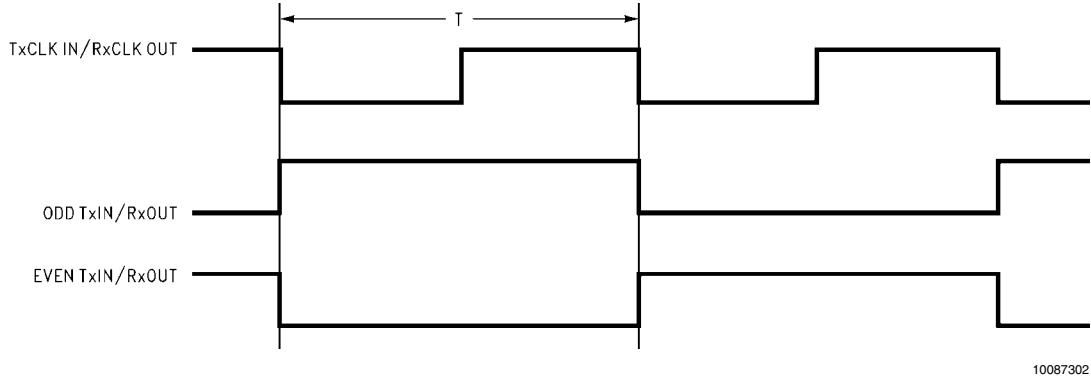 T
TxCLK IN/RxCLK OUT
ODD TxIN/RxOUT
EVEN TxIN/RxOUT
10087302